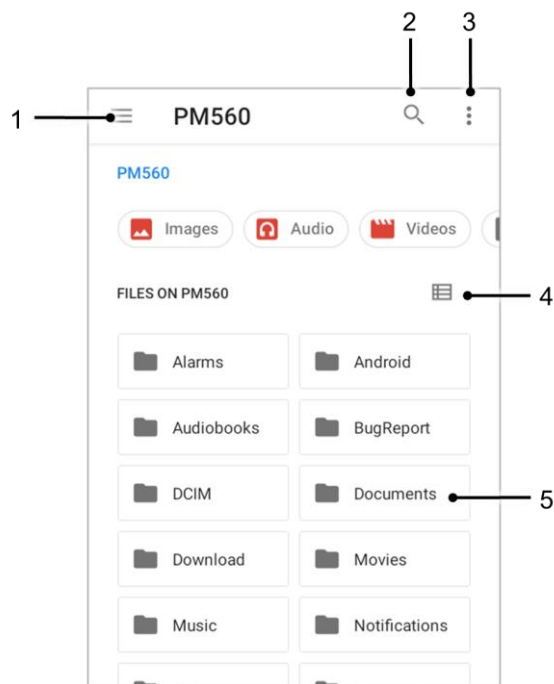 2 3
1 PM560
PM560
Images Audio Videos
FILES ON PM560 4
Alarms Android
Audiobooks BugReport
DCIM Documents 5
Download Movies
Music Notifications